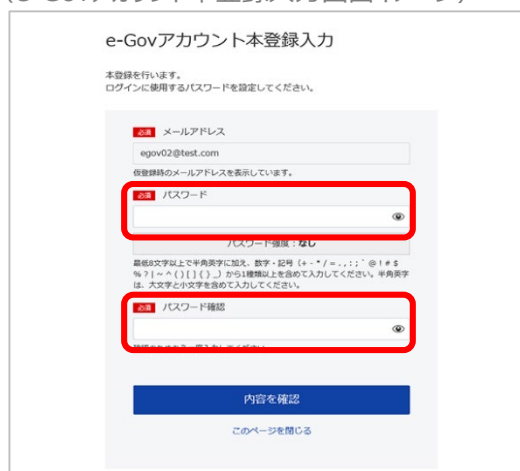 e-Govアカウント本登録入力
本登録を行います。
ログインに使用するパスワードを設定してください。
必須 メールアドレス
egov02@test.com
仮登録時のメールアドレスを表示しています。
必須 パスワード
パスワード強度：なし
最低8文字以上で半角英字に加え、数字・記号（+ - * / = . , : ; ` @ ! # $
% ? | ~ ^ ( ) [ ] { } _）から1種類以上を含めて入力してください。半角英字
は、大文字と小文字を含めて入力してください。
必須 パスワード確認
内容を確認
このページを閉じる